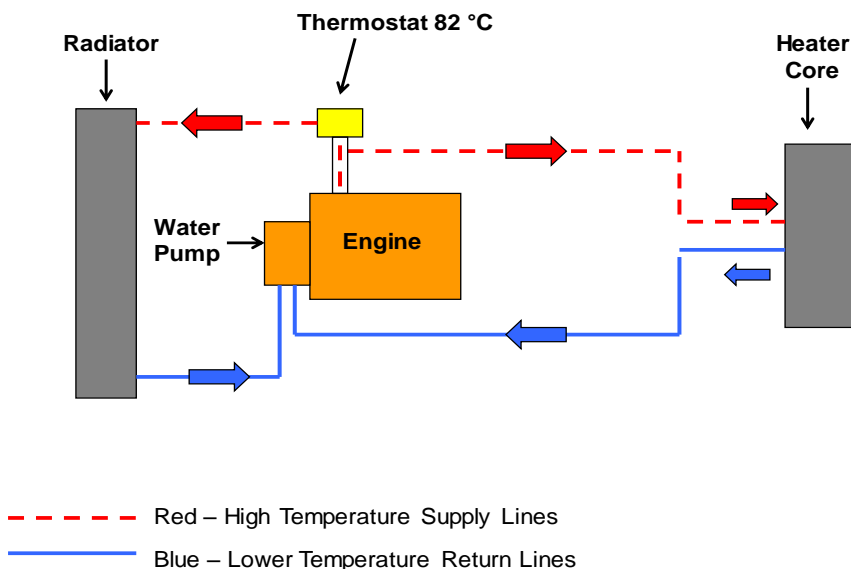 Thermostat 82 °C
Radiator
Heater
Core
Water
Pump
Engine
Red – High Temperature Supply Lines
Blue – Lower Temperature Return Lines